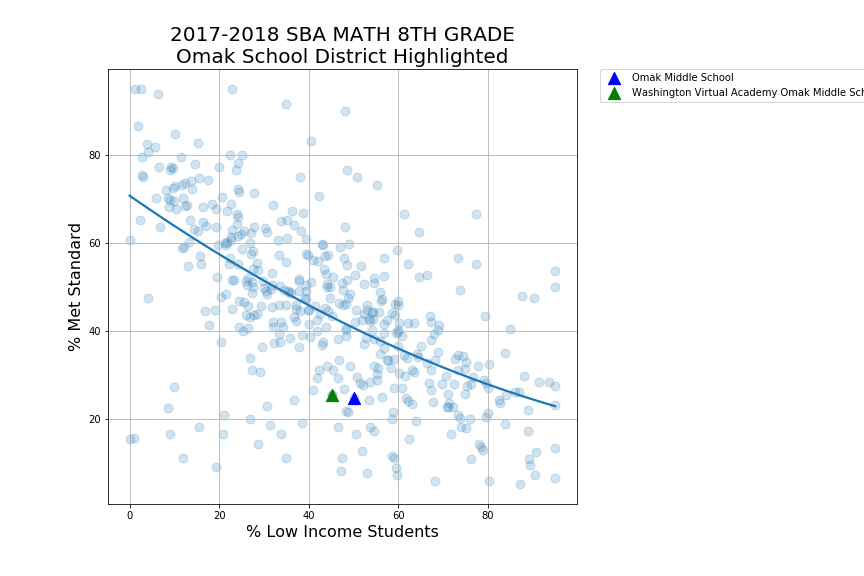 2017-2018 SBA MATH 8TH GRADE
Omak School District Highlighted
Omak Middle School
Washington Virtual Academy Omak Middle
80
60
40
20
% Met Standard
0 20 40 60 80
% Low Income Students